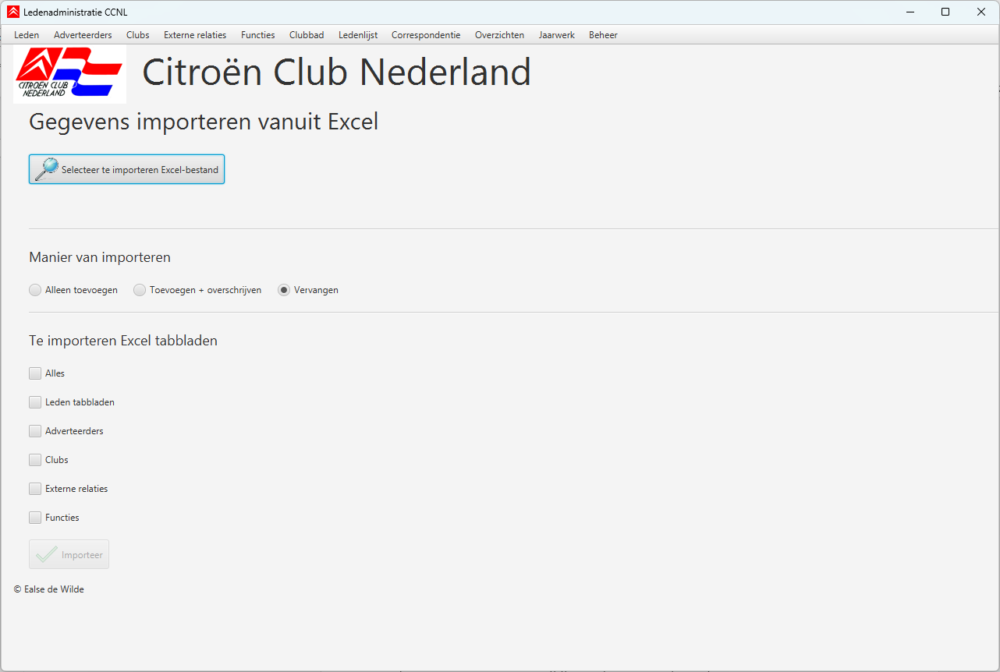 Ledenadministratie CCNL
Leden Adverteerders Clubs Externe relaties Functies Clubbad Ledenlijst Correspondentie Overzichten Jaarwerk Beheer
CITROEN CLUB
NEDERLAND
Citroën Club Nederland
Gegevens importeren vanuit Excel
Selecteer te importeren Excel-bestand
Manier van importeren
Alleen toevoegen Toevoegen + overschrijven Vervangen
Te importeren Excel tabbladen
Alles
Leden tabbladen
Adverteerders
Clubs
Externe relaties
Functies
Importeer
© Ealse de Wilde